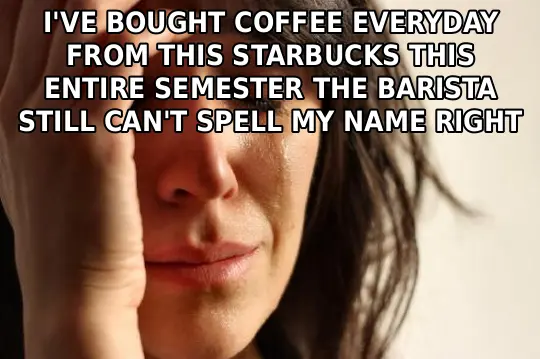 I'VE BOUGHT COFFEE EVERYDAY
FROM THIS STARBUCKS THIS
ENTIRE SEMESTER THE BARISTA
STILL CAN'T SPELL MY NAME RIGHT